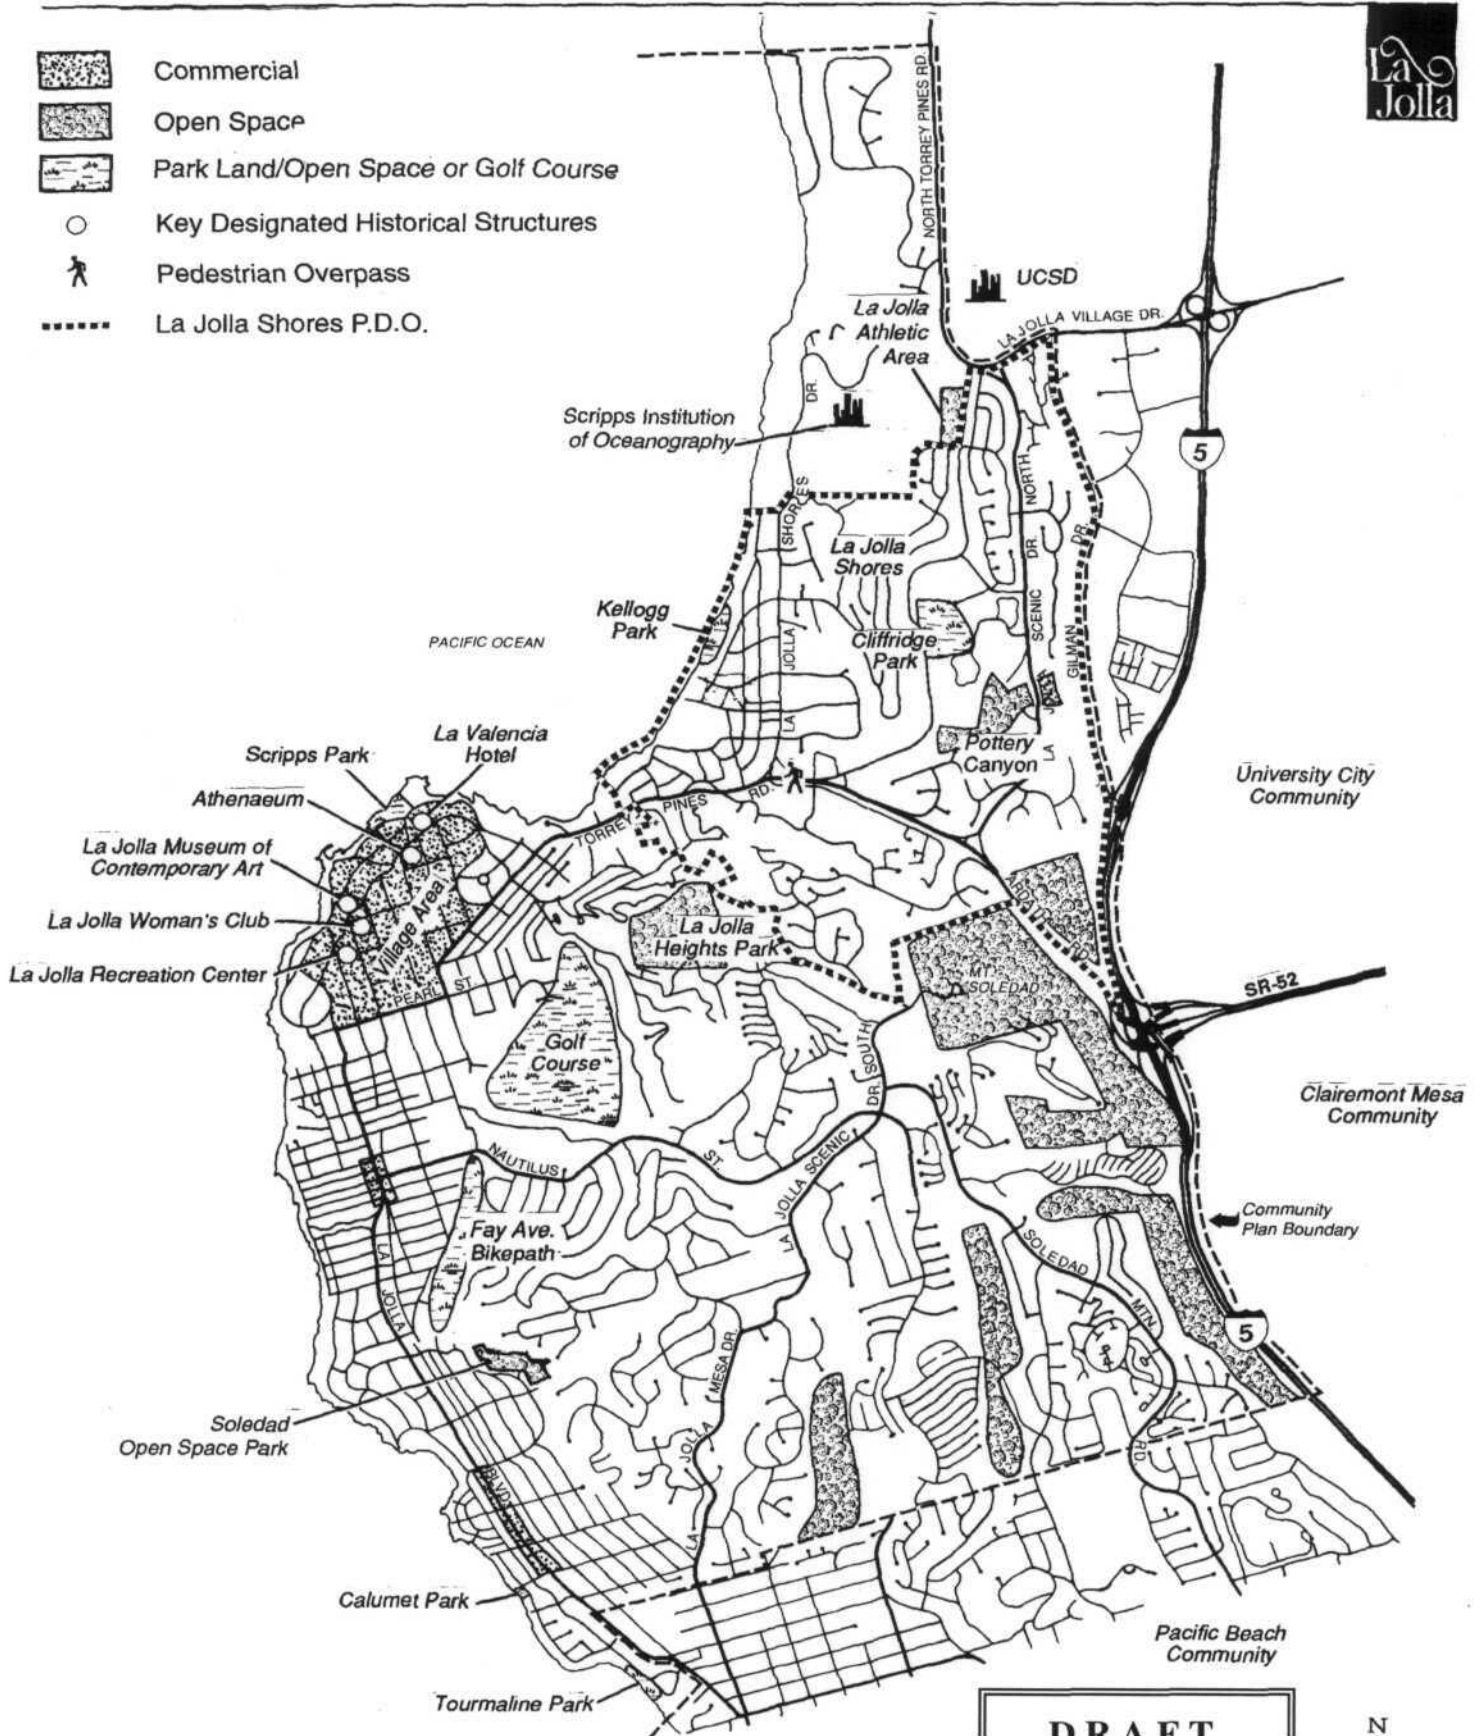 La
Jolla
Commercial
Open Space
Park Land/Open Space or Golf Course
Key Designated Historical Structures
Pedestrian Overpass
La Jolla Shores P.D.O.
NORTH TORREY PINES RD.
UCSD
LA JOLLA VILLAGE DR.
La Jolla
Athletic
Area
Scripps Institution
of Oceanography
5
LA JOLLA SHORES DR.
La Jolla
Shores
LA JOLLA SCENIC DR. NORTH
GILMAN DR.
Kellogg
Park
PACIFIC OCEAN
Cliffridge
Park
Pottery
Canyon
University City
Community
La Valencia
Hotel
Scripps Park
Athenaeum
La Jolla Museum of
Contemporary Art
La Jolla Woman's Club
La Jolla Recreation Center
Village Area
PEARL ST.
TORREY PINES RD.
La Jolla
Heights Park
ARDATH RD.
MT.
SOLEDAD
SR-52
Golf
Course
Clairemont Mesa
Community
NAUTILUS ST.
LA JOLLA SCENIC DR. SOUTH
Community
Plan Boundary
Fay Ave.
Bikepath
SOLEDAD MTN. RD.
5
LA JOLLA BLVD.
LA JOLLA MESA DR.
Soledad
Open Space Park
Calumet Park
Pacific Beach
Community
Tourmaline Park
DRAFT
N